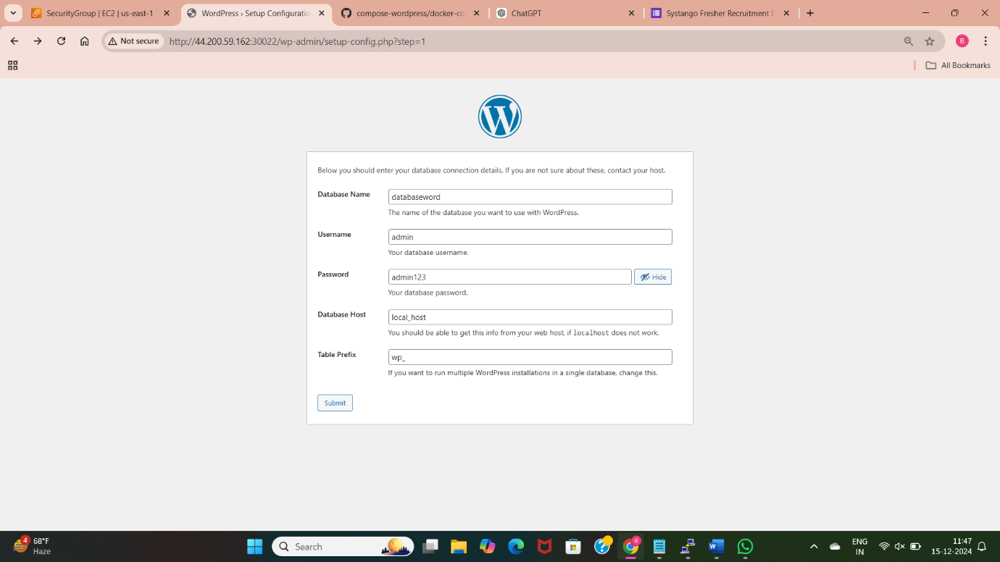 SecurityGroup | EC2 | us-east-1
WordPress › Setup Configuratio
compose-wordpress/docker-co
ChatGPT
Systango Fresher Recruitment D
Not secure
http://44.200.59.162:30022/wp-admin/setup-config.php?step=1
B
All Bookmarks
W
Below you should enter your database connection details. If you are not sure about these, contact your host.
Database Name
databaseword
The name of the database you want to use with WordPress.
Username
admin
Your database username.
Password
admin123
Hide
Your database password.
Database Host
local_host
You should be able to get this info from your web host, if localhost does not work.
Table Prefix
wp_
If you want to run multiple WordPress installations in a single database, change this.
Submit
4
68°F
Haze
Search
B
W
ENG
IN
11:47
15-12-2024